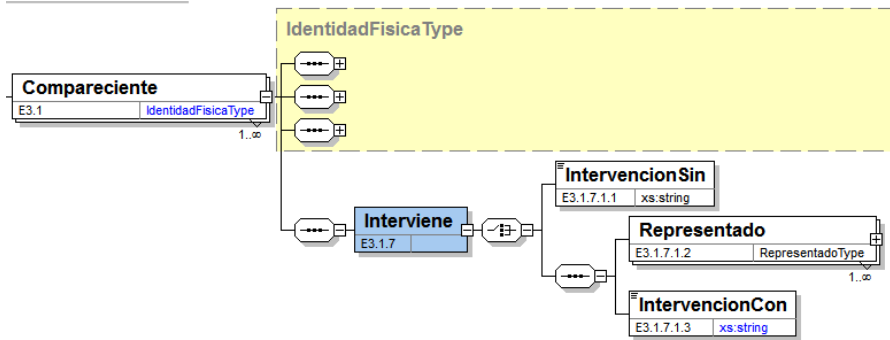 IdentidadFisicaType
Compareciente
E3.1 IdentidadFisicaType
1..∞
IntervencionSin
E3.1.7.1.1 xs:string
Interviene
E3.1.7
Representado
E3.1.7.1.2 RepresentadoType
1..∞
IntervencionCon
E3.1.7.1.3 xs:string